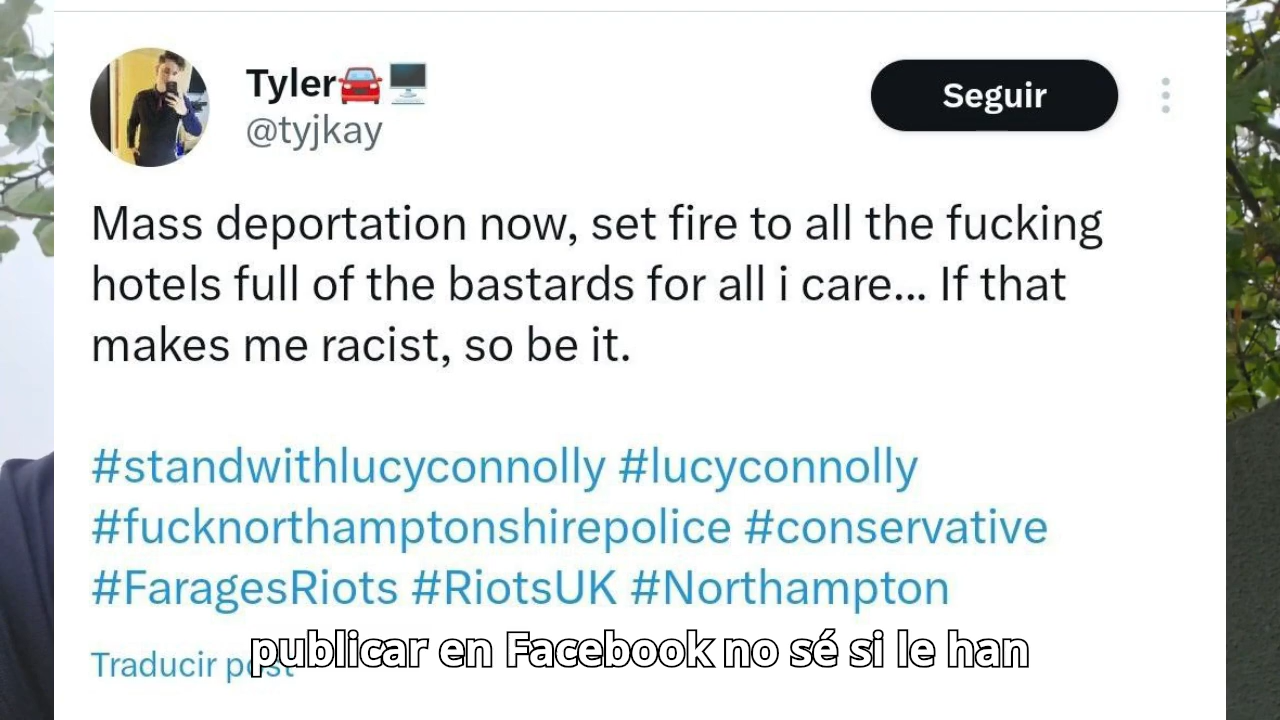 Tyler🚗🖥️
@tyjkay
Seguir
Mass deportation now, set fire to all the fucking
hotels full of the bastards for all i care... If that
makes me racist, so be it.
#standwithlucyconnolly #lucyconnolly
#fucknorthamptonshirepolice #conservative
#FaragesRiots #RiotsUK #Northampton
Traducir post
publicar en Facebook no sé si le han